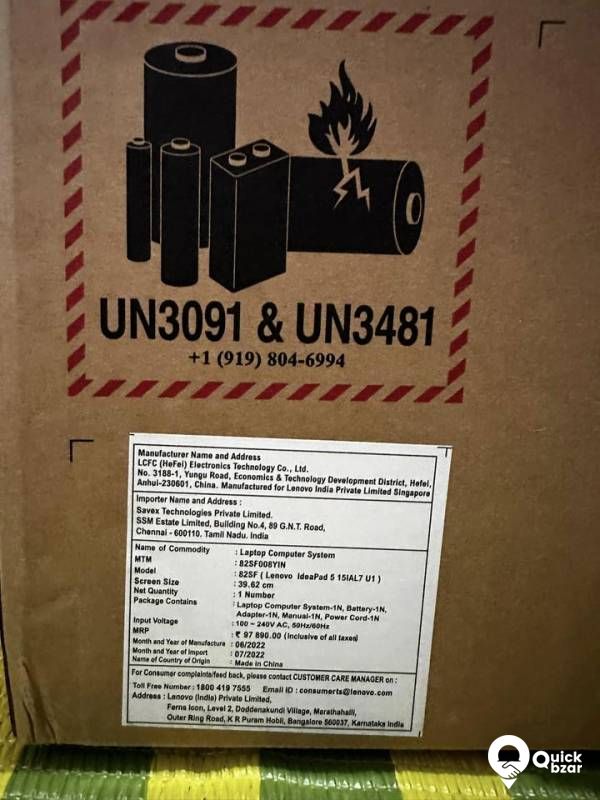 UN3091 & UN3481
+1 (919) 804-6994
Manufacturer Name and Address
LCFC (HeFei) Electronics Technology Co., Ltd.
No. 3188-1, Yungu Road, Economics & Technology Development District, Hefei,
Anhui-230601, China. Manufactured for Lenovo India Private Limited Singapore
Importer Name and Address :
Savex Technologies Private Limited.
SSM Estate Limited, Building No.4, 89 G.N.T. Road,
Chennai - 600110. Tamil Nadu. India
Name of Commodity : Laptop Computer System
MTM : 82SF008YIN
Model : 82SF ( Lenovo IdeaPad 5 15IAL7 U1 )
Screen Size : 39.62 cm
Net Quantity : 1 Number
Package Contains : Laptop Computer System-1N, Battery-1N,
Adapter-1N, Manual-1N, Power Cord-1N
Input Voltage : 100 ~ 240V AC, 50Hz/60Hz
MRP : ₹ 97 890.00 (Inclusive of all taxes)
Month and Year of Manufacture : 06/2022
Month and Year of Import : 07/2022
Name of Country of Origin : Made in China
For Consumer complaints/feed back, please contact CUSTOMER CARE MANAGER on :
Toll Free Number : 1800 419 7555 Email ID : consumerts@lenovo.com
Address : Lenovo (India) Private Limited,
Ferns Icon, Level 2, Doddenakundi Village, Marathahalli,
Outer Ring Road, K R Puram Hobli, Bangalore 560037, Karnataka India
Quick
bzar